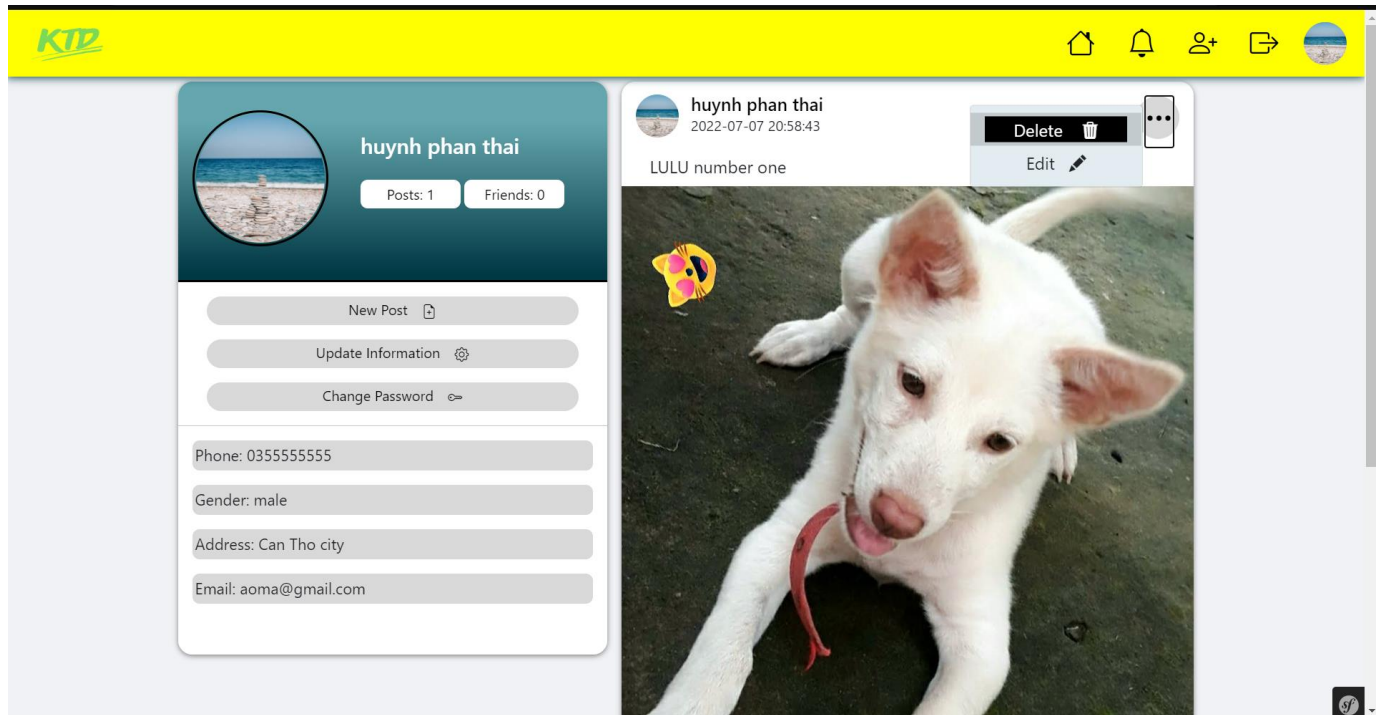 KTD
huynh phan thai
Posts: 1 Friends: 0
New Post
Update Information
Change Password
Phone: 0355555555
Gender: male
Address: Can Tho city
Email: aoma@gmail.com
huynh phan thai
2022-07-07 20:58:43
LULU number one
Delete
Edit
sf